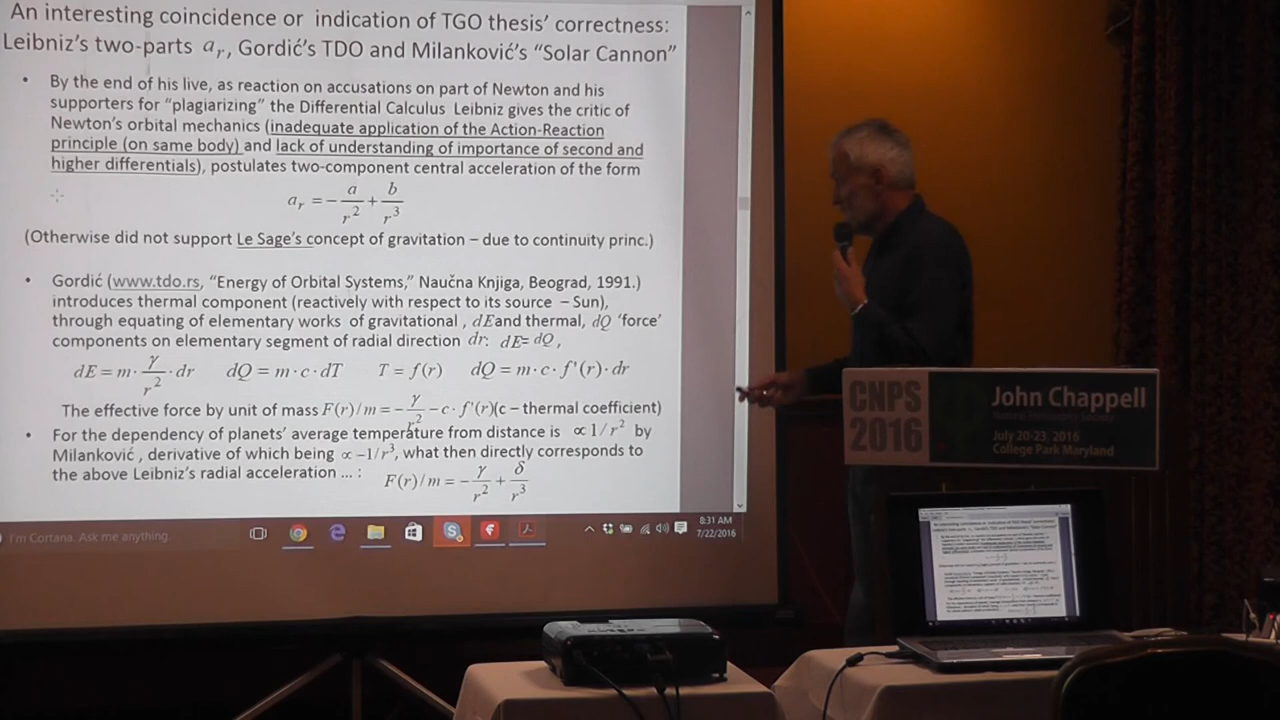 An interesting coincidence or indication of TGO thesis' correctness:
Leibniz's two-parts a_r, Gordić's TDO and Milanković's "Solar Cannon"
• By the end of his live, as reaction on accusations on part of Newton and his
supporters for "plagiarizing" the Differential Calculus Leibniz gives the critic of
Newton's orbital mechanics (inadequate application of the Action-Reaction
principle (on same body) and lack of understanding of importance of second and
higher differentials), postulates two-component central acceleration of the form
a_r = -a/r^2 + b/r^3
(Otherwise did not support Le Sage's concept of gravitation – due to continuity princ.)
• Gordić (www.tdo.rs, "Energy of Orbital Systems," Naučna Knjiga, Beograd, 1991.)
introduces thermal component (reactively with respect to its source – Sun),
through equating of elementary works of gravitational , dE and thermal, dQ 'force'
components on elementary segment of radial direction dr: dE= dQ ,
dE = m · γ/r^2 · dr dQ = m · c · dT T = f(r) dQ = m · c · f'(r) · dr
The effective force by unit of mass F(r)/m = -γ/r^2 - c · f'(r)(c – thermal coefficient)
• For the dependency of planets' average temperature from distance is ∝ 1/r^2 by
Milanković , derivative of which being ∝ -1/r^3, what then directly corresponds to
the above Leibniz's radial acceleration ... : F(r)/m = -γ/r^2 + δ/r^3
I'm Cortana. Ask me anything.
8:31 AM
7/22/2016
CNPS
2016
John Chappell
July 20-23, 2016
College Park Maryland